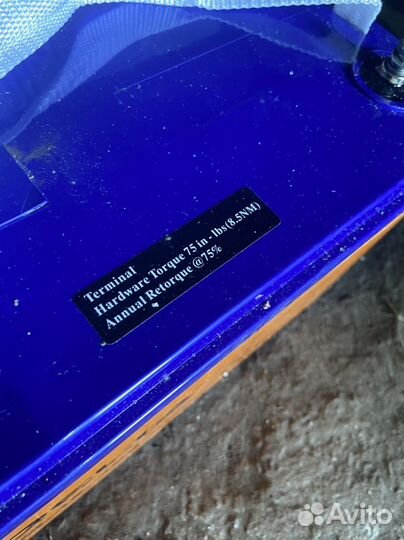 Terminal
Hardware Torque 75 in - lbs(8.5NM)
Annual Retorque @75%
Avito